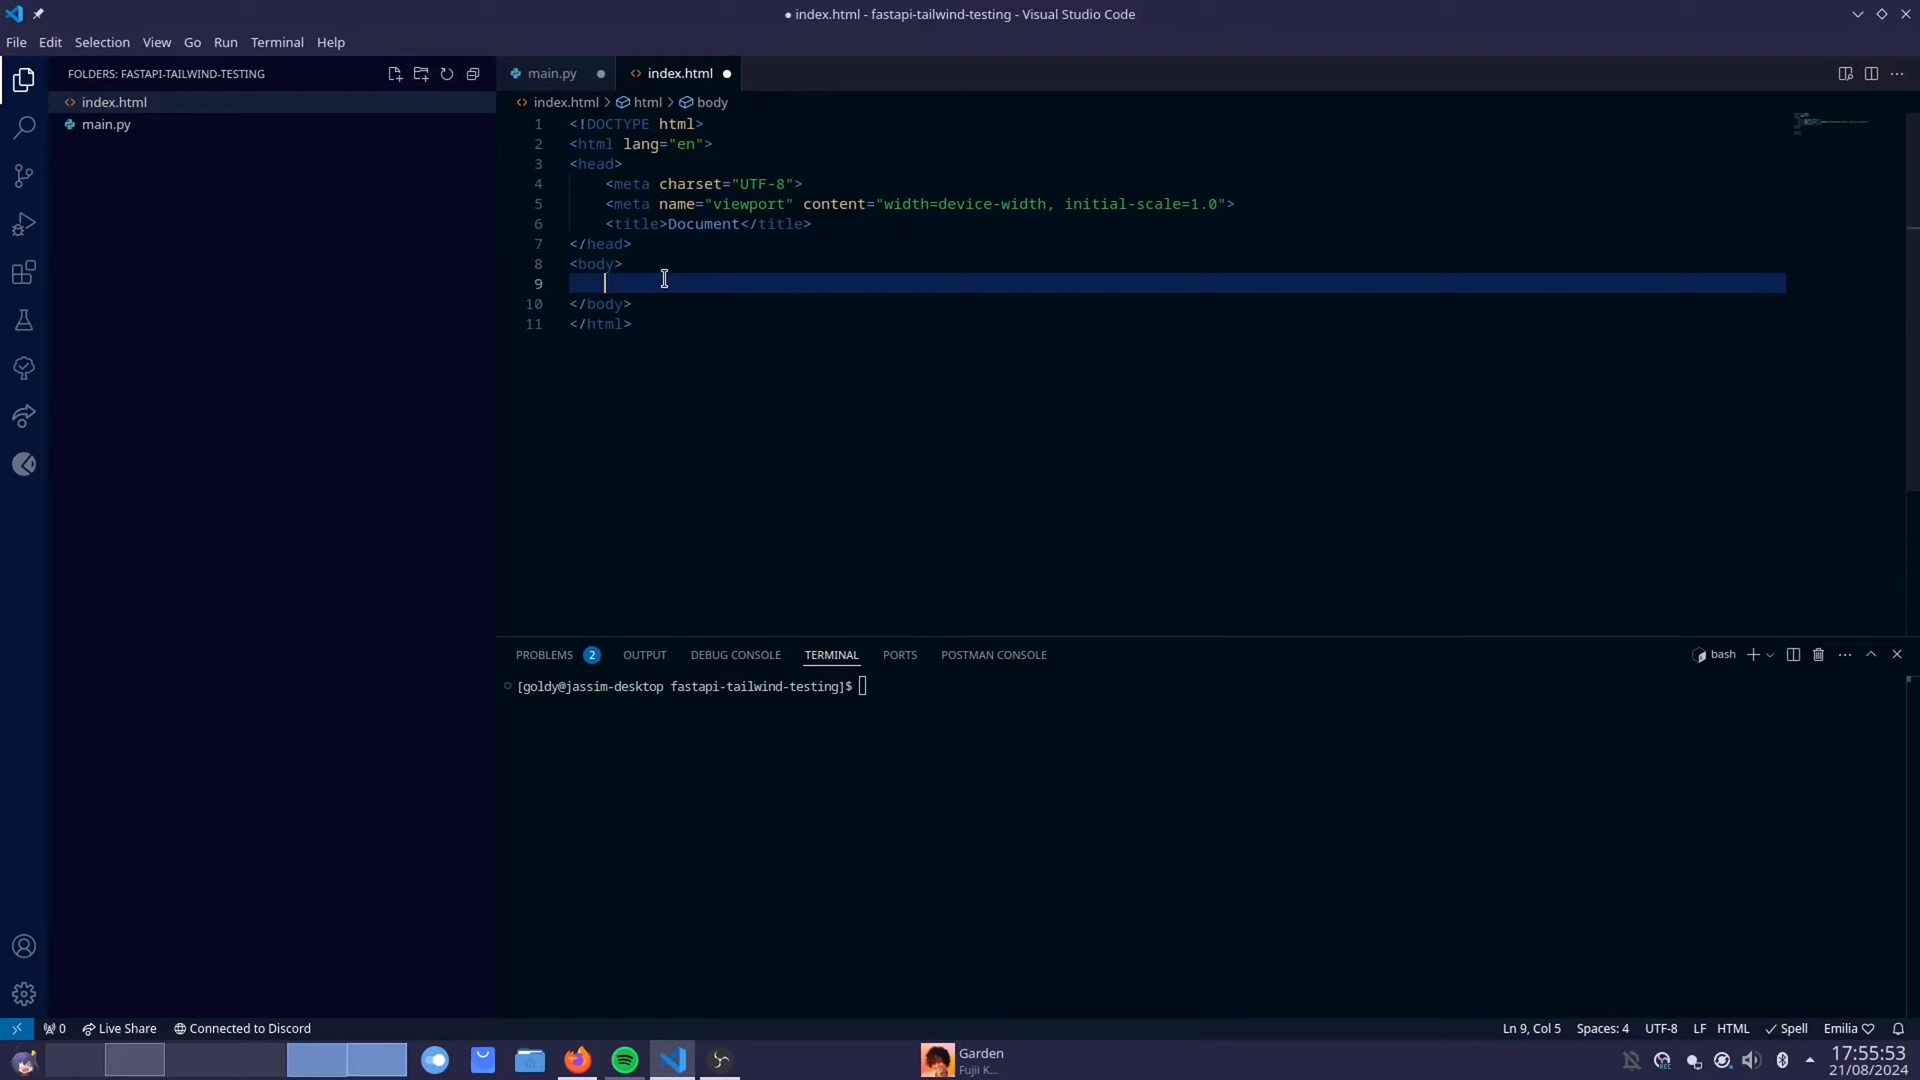 ● index.html - fastapi-tailwind-testing - Visual Studio Code
File Edit Selection View Go Run Terminal Help
FOLDERS: FASTAPI-TAILWIND-TESTING
index.html
main.py
main.py index.html
index.html > html > body
1 <!DOCTYPE html>
2 <html lang="en">
3 <head>
4 <meta charset="UTF-8">
5 <meta name="viewport" content="width=device-width, initial-scale=1.0">
6 <title>Document</title>
7 </head>
8 <body>
9
10 </body>
11 </html>
PROBLEMS 2 OUTPUT DEBUG CONSOLE TERMINAL PORTS POSTMAN CONSOLE
bash
[goldy@jassim-desktop fastapi-tailwind-testing]$
0 Live Share Connected to Discord
Ln 9, Col 5 Spaces: 4 UTF-8 LF HTML Spell Emilia
Garden
Fujii K...
REC
17:55:53
21/08/2024